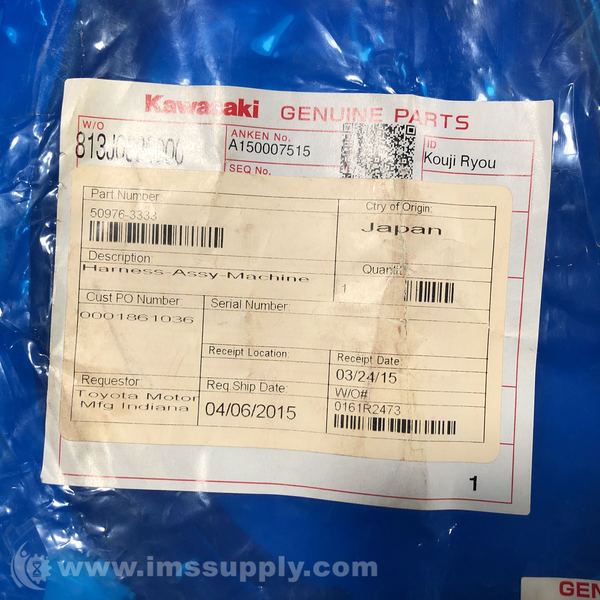 Kawasaki GENUINE PARTS
W/O
ANKEN No.
A150007515
ID
Kouji Ryou
SEQ No.
Part Number
50976-3333
Ctry of Origin:
Japan
Description:
Harness-Assy-Machine
1
Cust PO Number
0001861036
Serial Number:
Receipt Location:
Receipt Date:
03/24/15
Requestor:
Toyota Motor
Mfg Indiana
Req Ship Date:
04/06/2015
W/O#
0161R2473
1
GEN
© www.imssupply.com